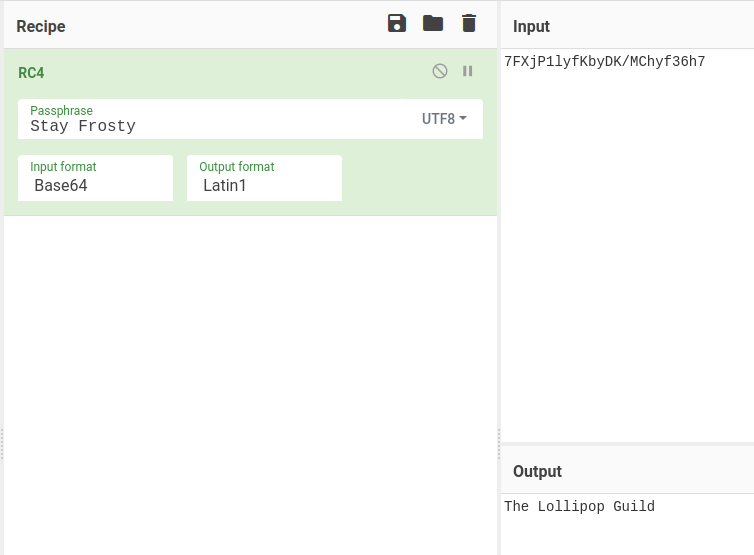 Recipe
RC4
Passphrase
Stay Frosty
UTF8
Input format
Base64
Output format
Latin1
Input
7FXjP1lyfKbyDK/MChyf36h7
Output
The Lollipop Guild